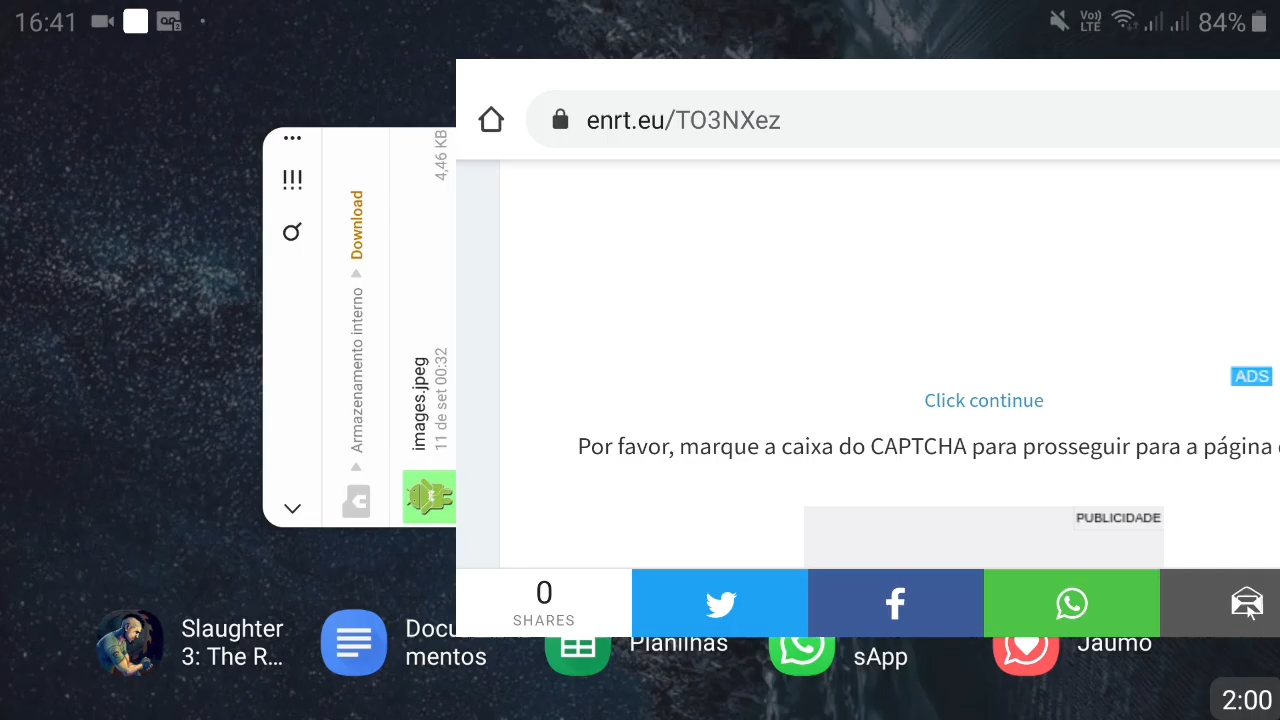 16:41
Vo) LTE 84%
enrt.eu/TO3NXez
4,46 KB
Download
Armazenamento interno
images.jpeg
11 de set 00:32
ADS
Click continue
Por favor, marque a caixa do CAPTCHA para prosseguir para a página
PUBLICIDADE
0
SHARES
Slaughter
3: The R...
Docu
mentos
Planilhas
sApp
Jaumo
2:00